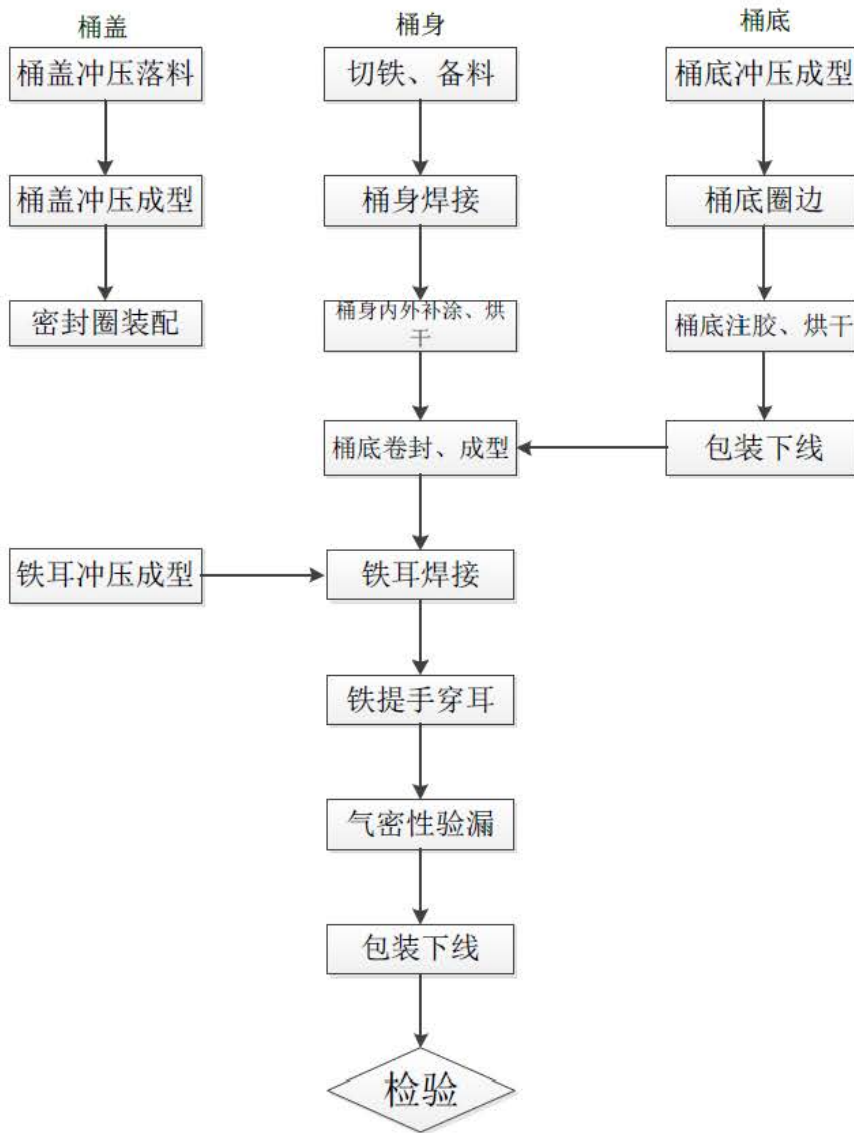 桶盖
桶身
桶底
桶盖冲压落料
切铁、备料
桶底冲压成型
桶盖冲压成型
桶身焊接
桶底圈边
密封圈装配
桶身内外补涂、烘
干
桶底注胶、烘干
桶底卷封、成型
包装下线
铁耳冲压成型
铁耳焊接
铁提手穿耳
气密性验漏
包装下线
检验